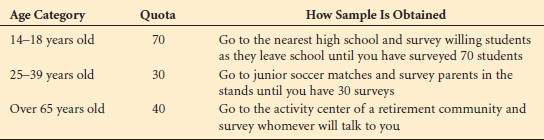 Age Category Quota How Sample Is Obtained
14–18 years old 70 Go to the nearest high school and survey willing students
as they leave school until you have surveyed 70 students
25–39 years old 30 Go to junior soccer matches and survey parents in the
stands until you have 30 surveys
Over 65 years old 40 Go to the activity center of a retirement community and
survey whomever will talk to you